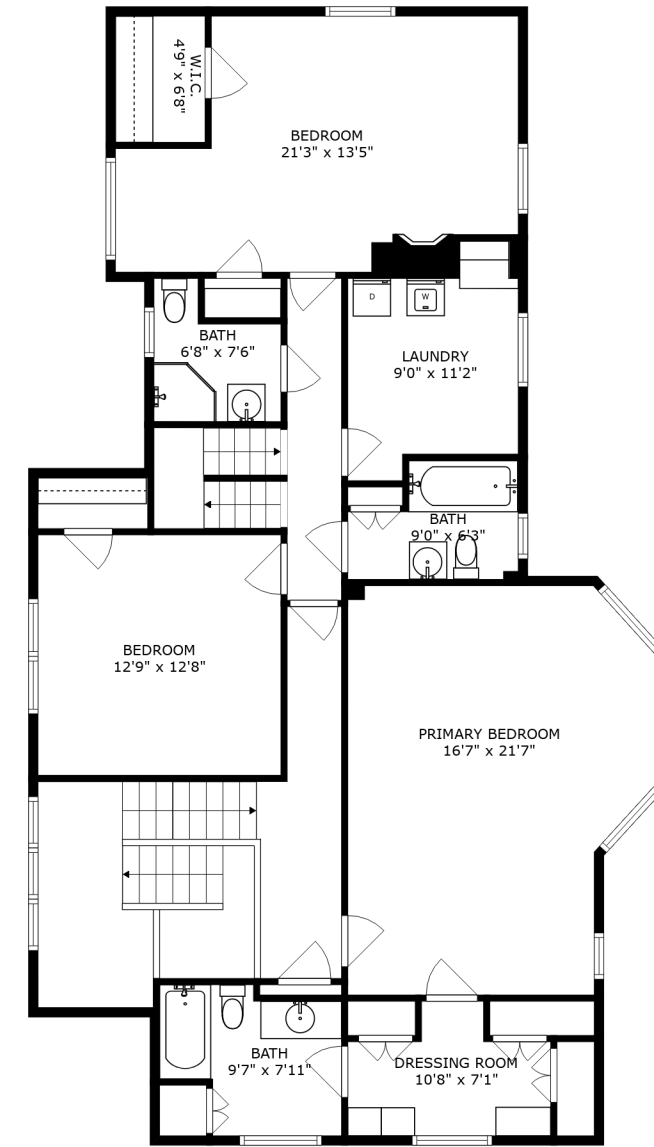 W.I.C.
4'9" x 6'8"
BEDROOM
21'3" x 13'5"
D
W
BATH
6'8" x 7'6"
LAUNDRY
9'0" x 11'2"
BATH
9'0" x 6'3"
BEDROOM
12'9" x 12'8"
PRIMARY BEDROOM
16'7" x 21'7"
BATH
9'7" x 7'11"
DRESSING ROOM
10'8" x 7'1"